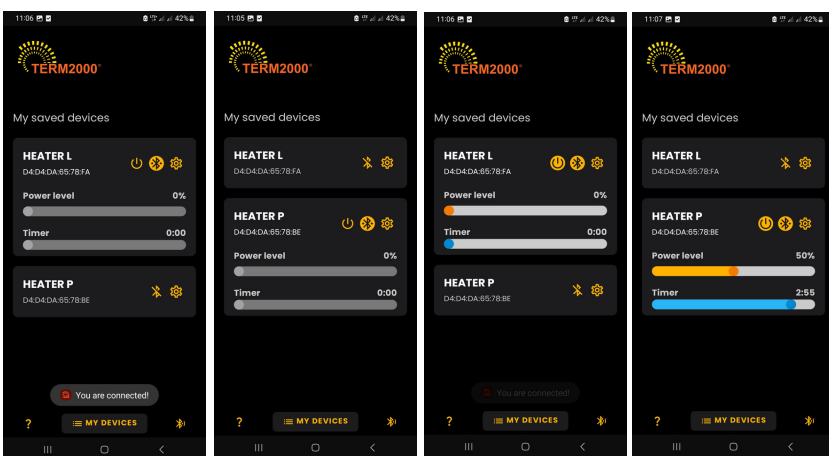 11:06 42%
TERM2000®
My saved devices
HEATER L
D4:D4:DA:65:78:FA
Power level 0%
Timer 0:00
HEATER P
D4:D4:DA:65:78:BE
You are connected!
? MY DEVICES
11:05 LTE 42%
TERM2000®
My saved devices
HEATER L
D4:D4:DA:65:78:FA
HEATER P
D4:D4:DA:65:78:BE
Power level 0%
Timer 0:00
? MY DEVICES
11:06 LTE 42%
TERM2000®
My saved devices
HEATER L
D4:D4:DA:65:78:FA
Power level 0%
Timer 0:00
HEATER P
D4:D4:DA:65:78:BE
You are connected!
? MY DEVICES
11:07 42%
TERM2000®
My saved devices
HEATER L
D4:D4:DA:65:78:FA
HEATER P
D4:D4:DA:65:78:BE
Power level 50%
Timer 2:55
? MY DEVICES